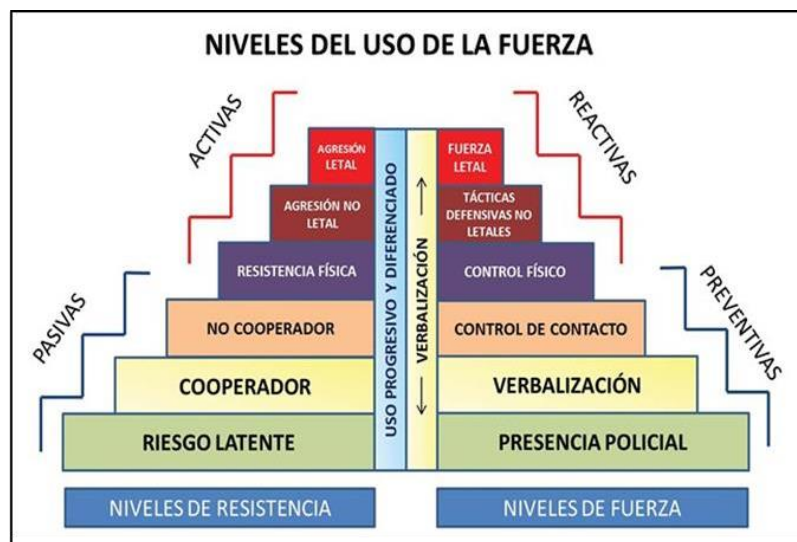 NIVELES DEL USO DE LA FUERZA
ACTIVAS
REACTIVAS
PASIVAS
PREVENTIVAS
AGRESIÓN
LETAL
FUERZA
LETAL
AGRESIÓN NO
LETAL
TÁCTICAS
DEFENSIVAS NO
LETALES
RESISTENCIA FÍSICA
CONTROL FÍSICO
NO COOPERADOR
CONTROL DE CONTACTO
COOPERADOR
VERBALIZACIÓN
RIESGO LATENTE
PRESENCIA POLICIAL
USO PROGRESIVO Y DIFERENCIADO
VERBALIZACIÓN
NIVELES DE RESISTENCIA
NIVELES DE FUERZA